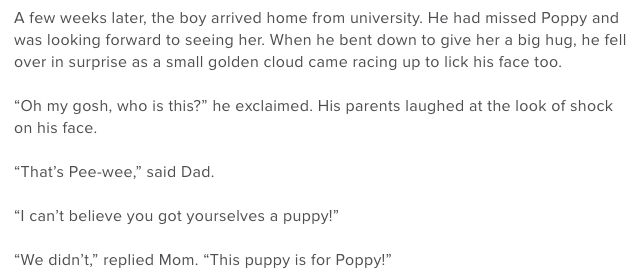 A few weeks later, the boy arrived home from university. He had missed Poppy and
was looking forward to seeing her. When he bent down to give her a big hug, he fell
over in surprise as a small golden cloud came racing up to lick his face too.
“Oh my gosh, who is this?” he exclaimed. His parents laughed at the look of shock
on his face.
“That’s Pee-wee,” said Dad.
“I can’t believe you got yourselves a puppy!”
“We didn’t,” replied Mom. “This puppy is for Poppy!”